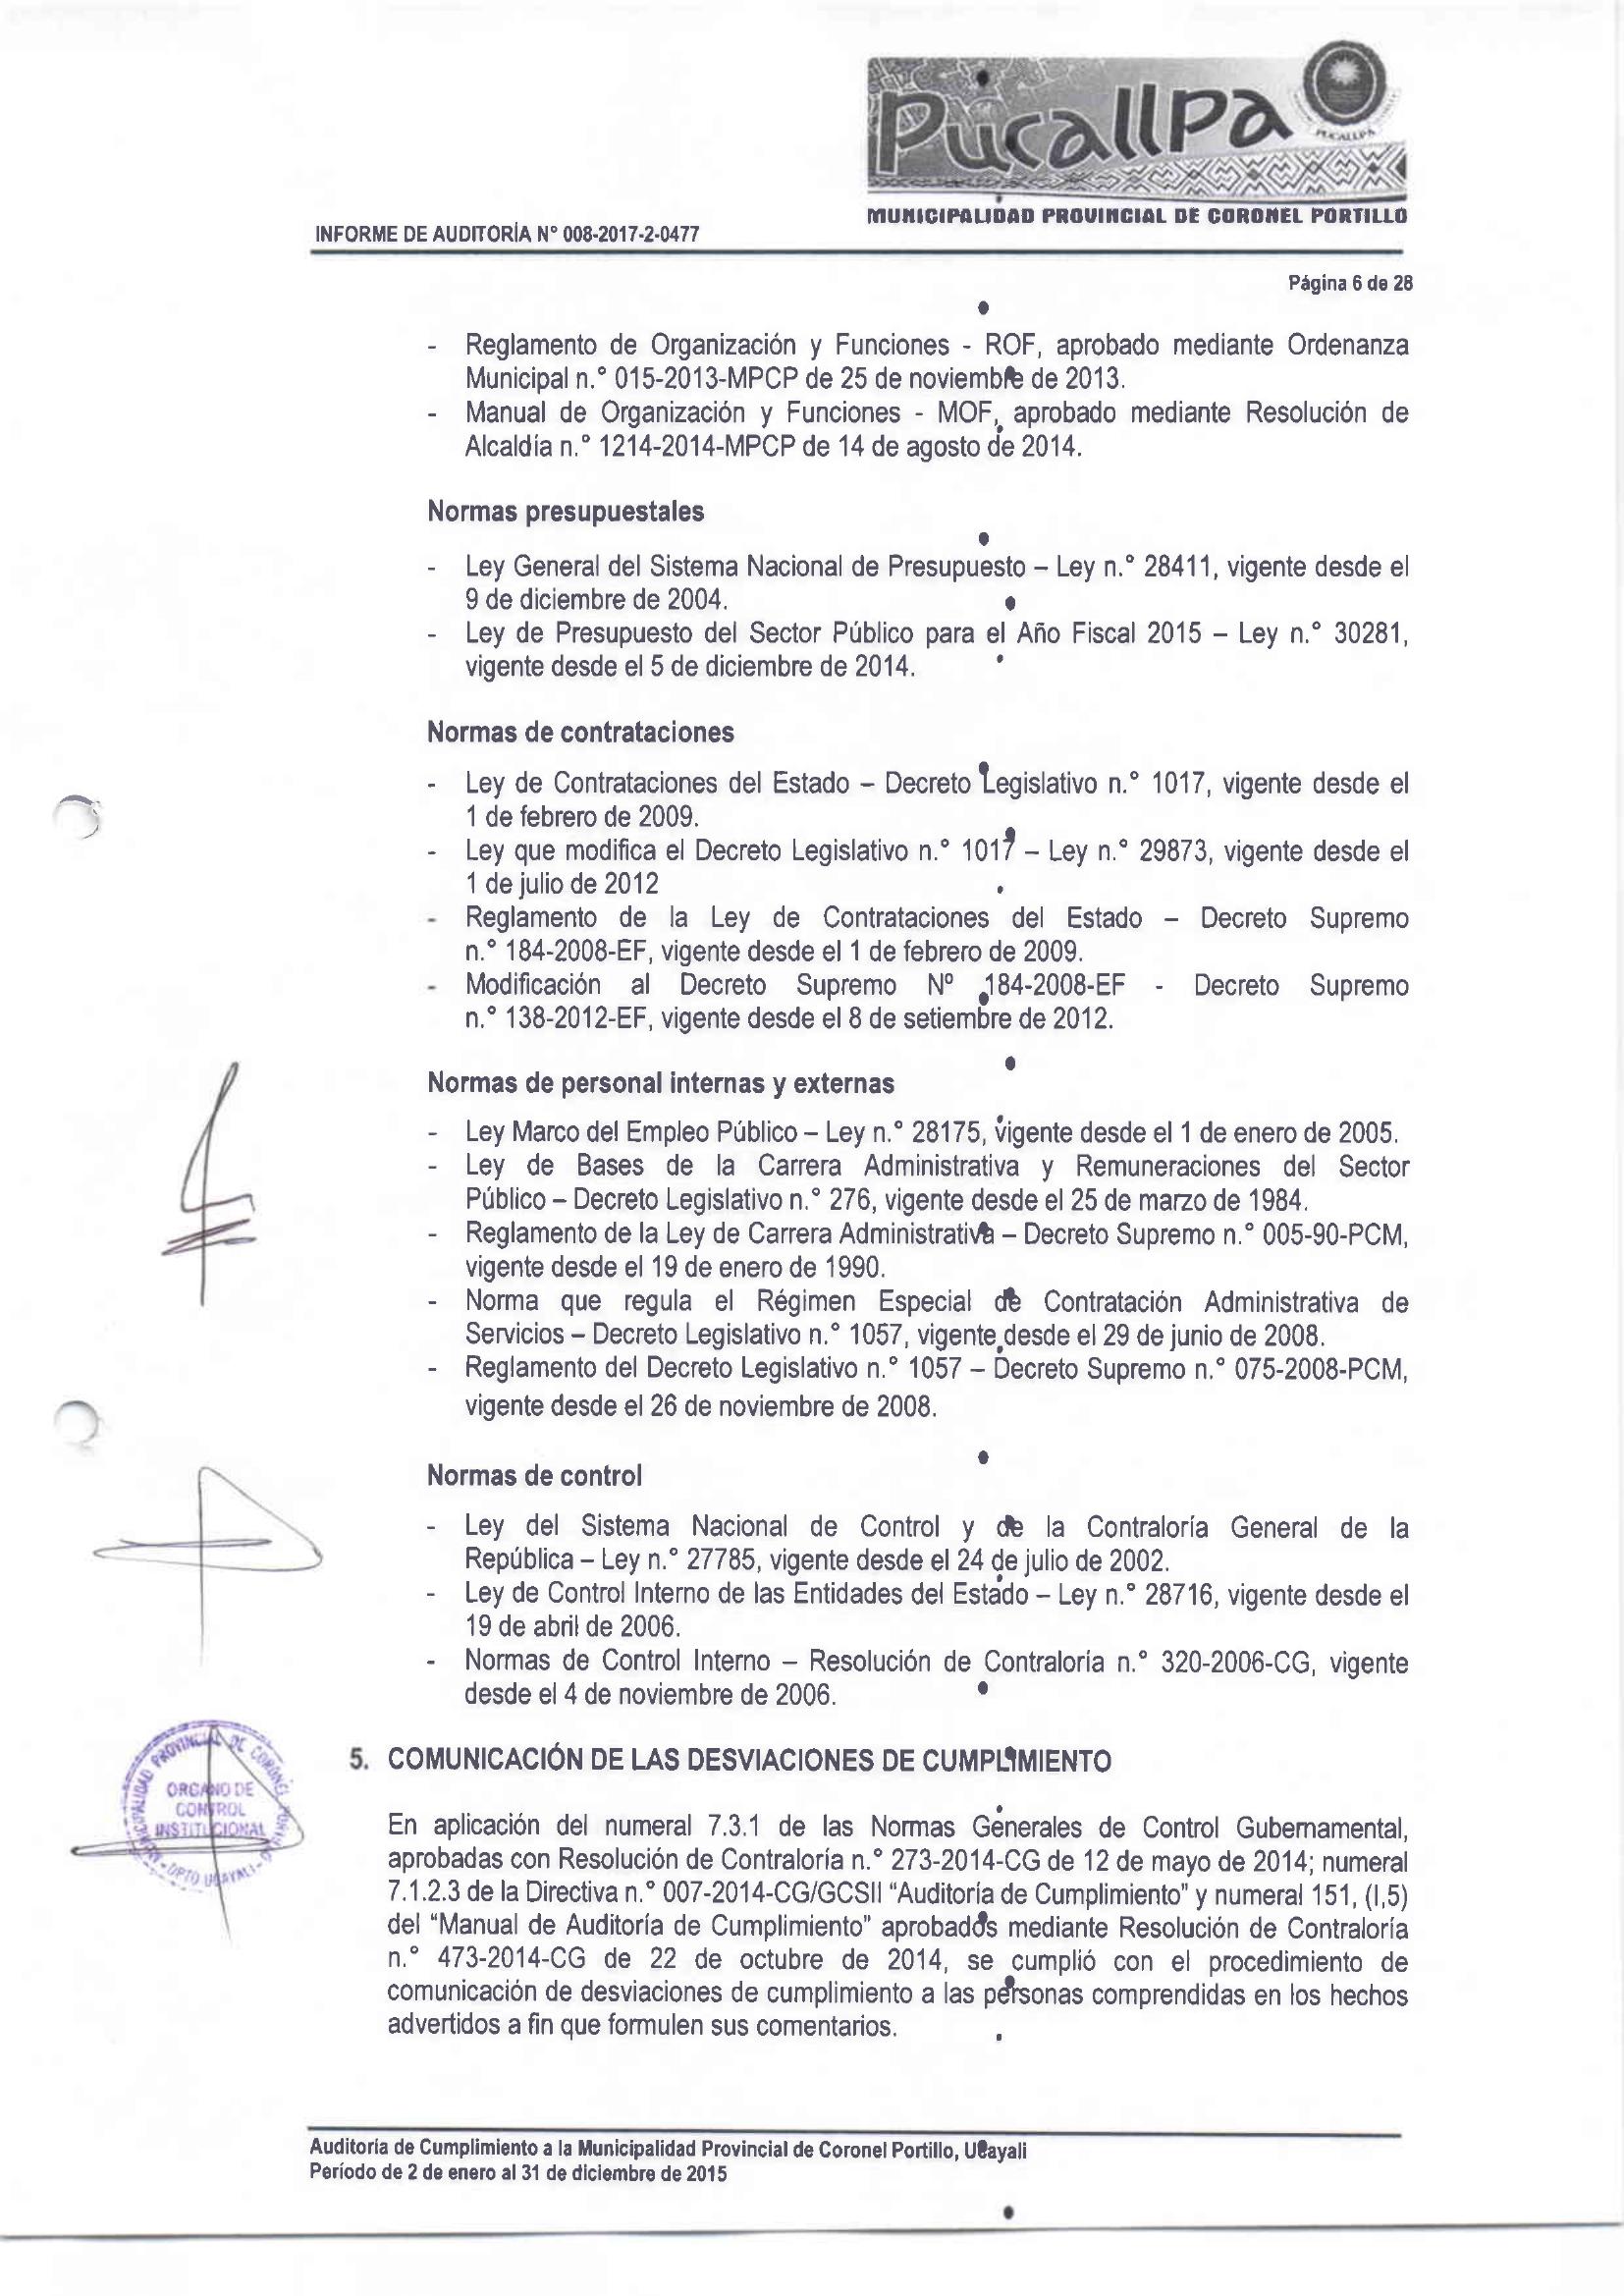 Pucallpa
PUCALLPA
MUNICIPALIDAD PROVINCIAL DE CORONEL PORTILLO
INFORME DE AUDITORÍA N° 008-2017-2-0477
Página 6 de 28
- Reglamento de Organización y Funciones - ROF, aprobado mediante Ordenanza
Municipal n.° 015-2013-MPCP de 25 de noviembre de 2013.
- Manual de Organización y Funciones - MOF, aprobado mediante Resolución de
Alcaldía n.° 1214-2014-MPCP de 14 de agosto de 2014.
Normas presupuestales
- Ley General del Sistema Nacional de Presupuesto – Ley n.° 28411, vigente desde el
9 de diciembre de 2004.
- Ley de Presupuesto del Sector Público para el Año Fiscal 2015 – Ley n.° 30281,
vigente desde el 5 de diciembre de 2014.
Normas de contrataciones
- Ley de Contrataciones del Estado – Decreto Legislativo n.° 1017, vigente desde el
1 de febrero de 2009.
- Ley que modifica el Decreto Legislativo n.° 1017 – Ley n.° 29873, vigente desde el
1 de julio de 2012
- Reglamento de la Ley de Contrataciones del Estado – Decreto Supremo
n.° 184-2008-EF, vigente desde el 1 de febrero de 2009.
- Modificación al Decreto Supremo Nº 184-2008-EF - Decreto Supremo
n.° 138-2012-EF, vigente desde el 8 de setiembre de 2012.
Normas de personal internas y externas
- Ley Marco del Empleo Público – Ley n.° 28175, vigente desde el 1 de enero de 2005.
- Ley de Bases de la Carrera Administrativa y Remuneraciones del Sector
Público – Decreto Legislativo n.° 276, vigente desde el 25 de marzo de 1984.
- Reglamento de la Ley de Carrera Administrativa – Decreto Supremo n.° 005-90-PCM,
vigente desde el 19 de enero de 1990.
- Norma que regula el Régimen Especial de Contratación Administrativa de
Servicios – Decreto Legislativo n.° 1057, vigente desde el 29 de junio de 2008.
- Reglamento del Decreto Legislativo n.° 1057 – Decreto Supremo n.° 075-2008-PCM,
vigente desde el 26 de noviembre de 2008.
Normas de control
- Ley del Sistema Nacional de Control y de la Contraloría General de la
República – Ley n.° 27785, vigente desde el 24 de julio de 2002.
- Ley de Control Interno de las Entidades del Estado – Ley n.° 28716, vigente desde el
19 de abril de 2006.
- Normas de Control Interno – Resolución de Contraloría n.° 320-2006-CG, vigente
desde el 4 de noviembre de 2006.
5. COMUNICACIÓN DE LAS DESVIACIONES DE CUMPLIMIENTO
En aplicación del numeral 7.3.1 de las Normas Generales de Control Gubernamental,
aprobadas con Resolución de Contraloría n.° 273-2014-CG de 12 de mayo de 2014; numeral
7.1.2.3 de la Directiva n.° 007-2014-CG/GCSII “Auditoría de Cumplimiento” y numeral 151, (I,5)
del “Manual de Auditoría de Cumplimiento” aprobados mediante Resolución de Contraloría
n.° 473-2014-CG de 22 de octubre de 2014, se cumplió con el procedimiento de
comunicación de desviaciones de cumplimiento a las personas comprendidas en los hechos
advertidos a fin que formulen sus comentarios.
MUNICIPALIDAD PROVINCIAL DE CORONEL PORTILLO
ORGANO DE
CONTROL
INSTITUCIONAL
- DPTO UCAYALI -
Auditoría de Cumplimiento a la Municipalidad Provincial de Coronel Portillo, Ucayali
Período de 2 de enero al 31 de diciembre de 2015